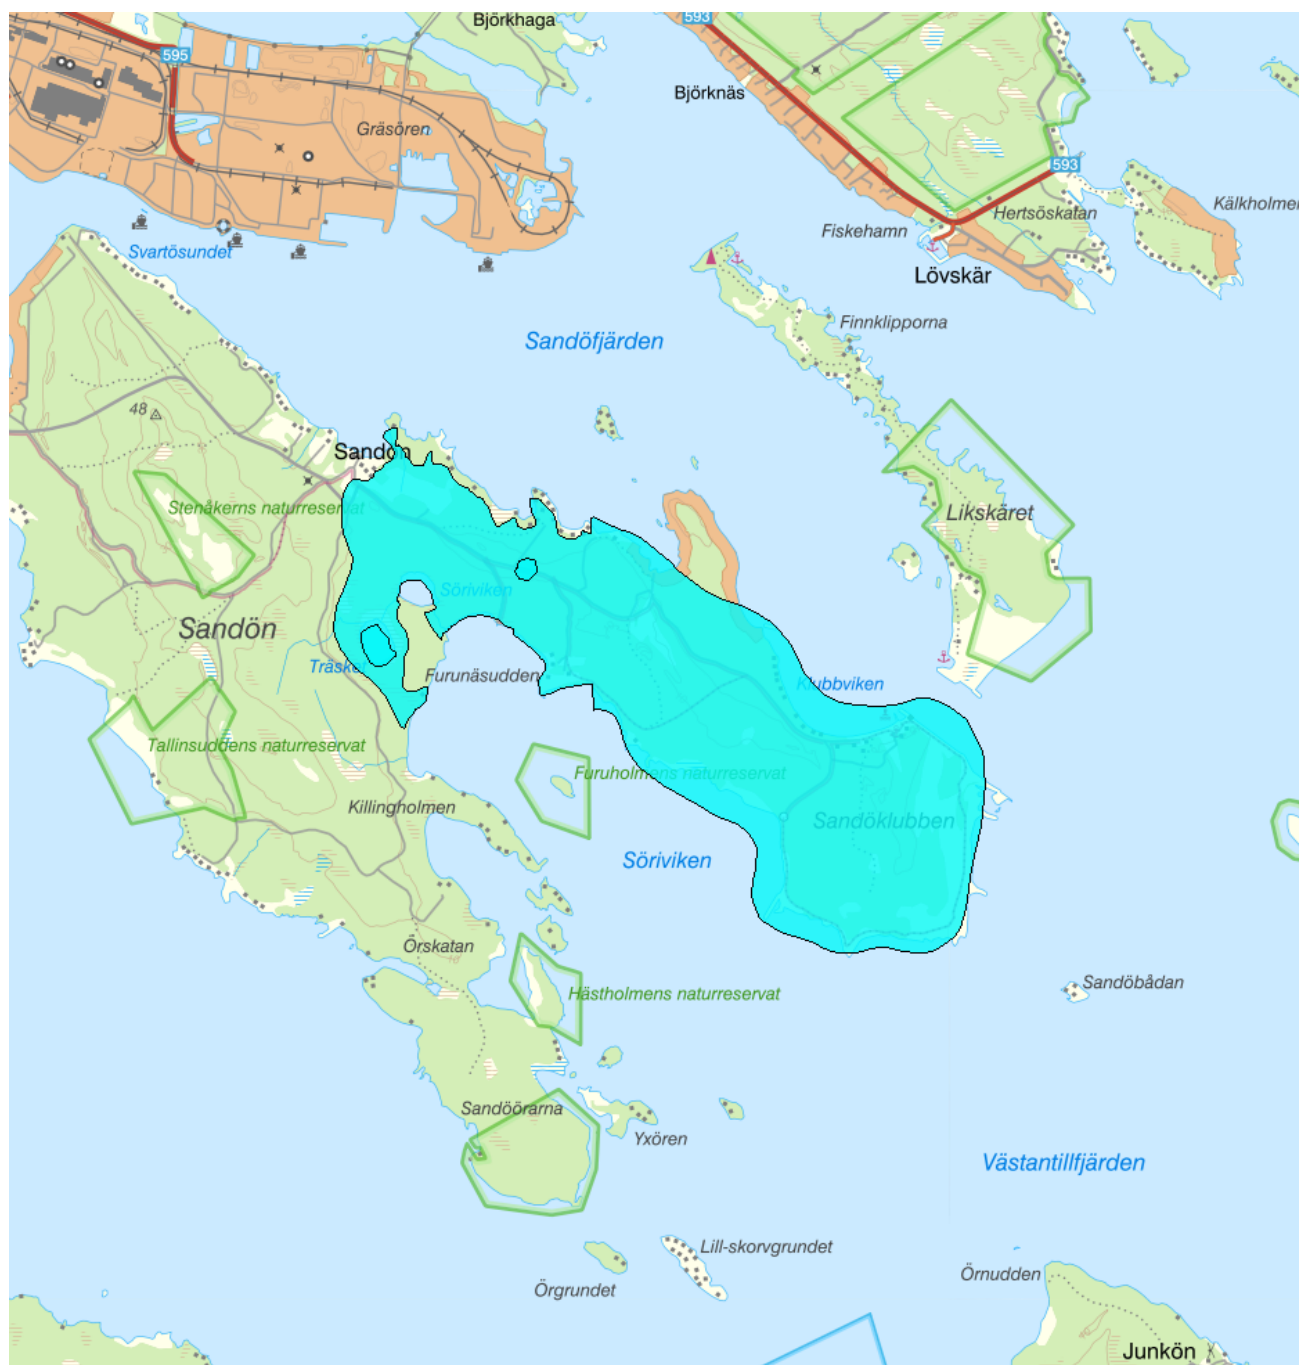 593
Björkhaga
595
Björknäs
Gräsören
593
Kälkholmen
Hertsöskatan
Fiskehamn
Svartösundet
Lövskär
Finnklipporna
Sandöfjärden
48
Sandön
Stenåkerns naturreservat
Likskäret
Söriviken
Sandön
Träsket
Furunäsudden
Klubbviken
Tallinsuddens naturreservat
Furuholmens naturreservat
Killingholmen
Sandöklubben
Söriviken
Örskatan
Sandöbådan
Hästholmens naturreservat
Sandöörarna
Yxören
Västantillfjärden
Lill-skorvgrundet
Örnudden
Örgrundet
Junkön